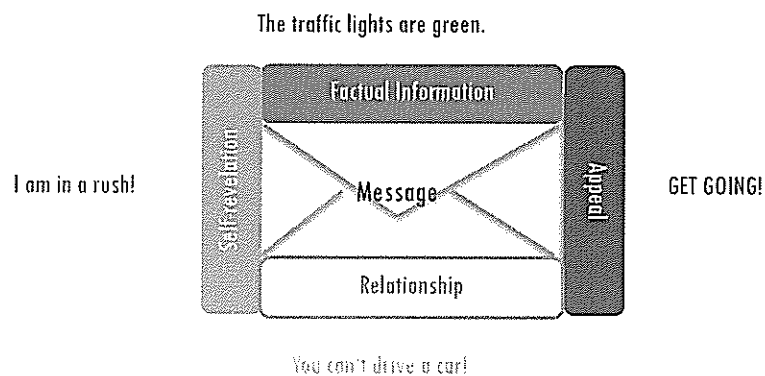 The traffic lights are green.
Factual Information
I am in a rush!
Self-revelation
Message
Appeal
GET GOING!
Relationship
You can't drive a car!